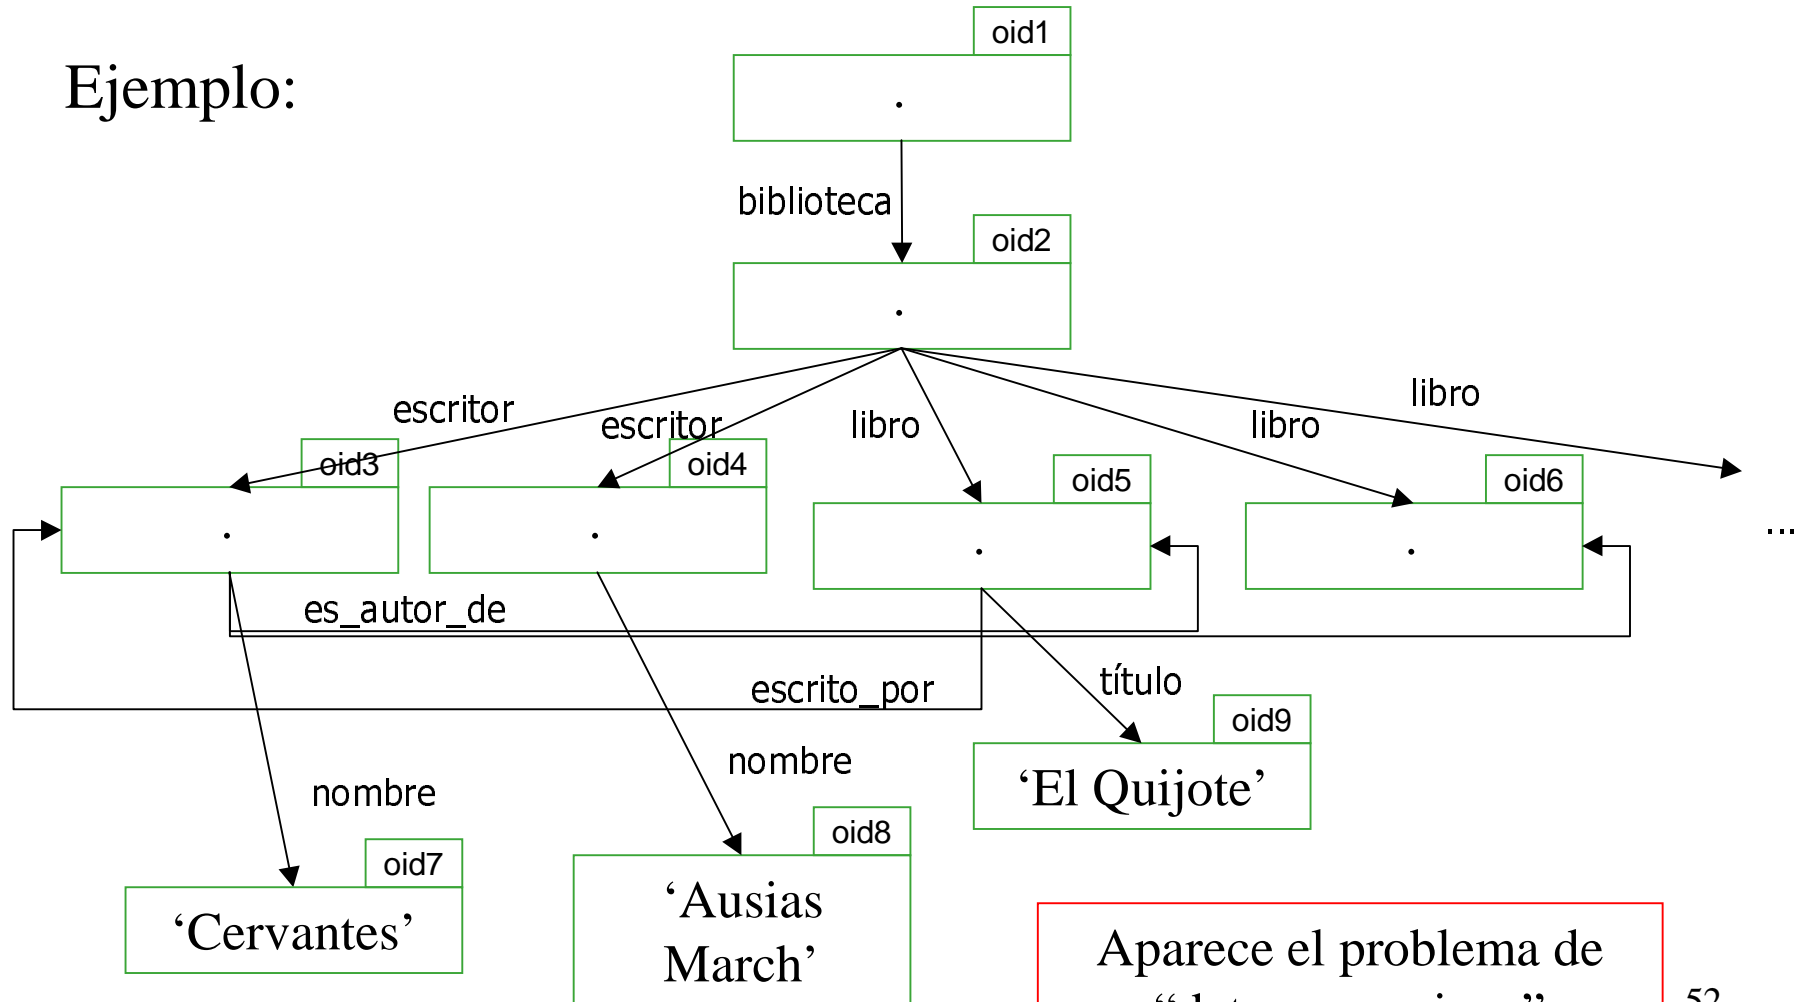 oid1
Ejemplo:
.
biblioteca
oid2
.
libro
escritor
escritor
libro
libro
oid3
oid4
oid5
oid6
.
.
.
.
...
es_autor_de
escrito_por
título
oid9
nombre
nombre
‘El Quijote’
oid8
oid7
‘Ausias
March’
‘Cervantes’
Aparece el problema de
52